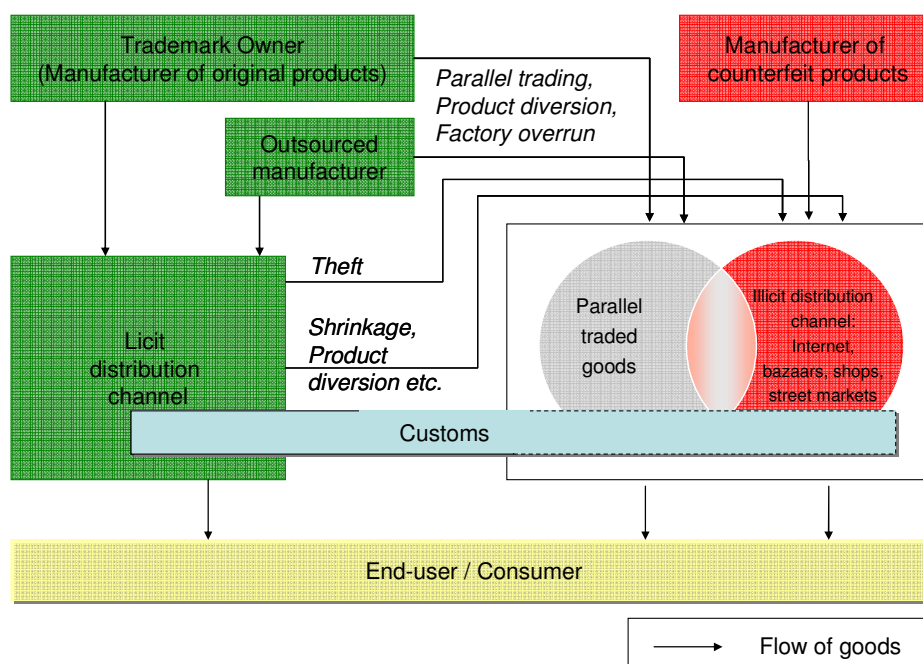 Trademark Owner
(Manufacturer of original products)
Manufacturer of
counterfeit products
Parallel trading,
Product diversion,
Factory overrun
Outsourced
manufacturer
Theft
Shrinkage,
Product
diversion etc.
Licit
distribution
channel
Parallel
traded
goods
Illicit distribution
channel:
Internet,
bazaars, shops,
street markets
Customs
End-user / Consumer
Flow of goods